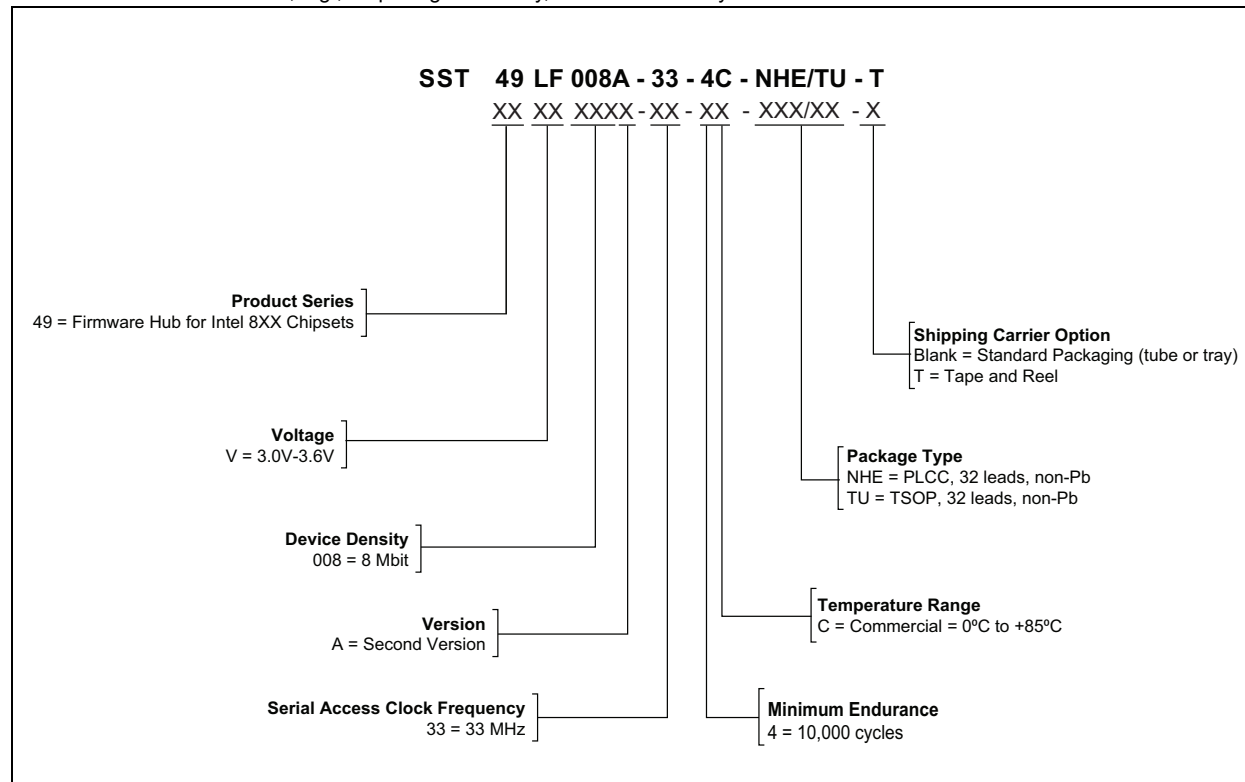 SST 49 LF 008A - 33 - 4C - NHE/TU - T
XX XX XXXX - XX - XX - XXX/XX - X
Product Series
49 = Firmware Hub for Intel 8XX Chipsets
Shipping Carrier Option
Blank = Standard Packaging (tube or tray)
T = Tape and Reel
Voltage
V = 3.0V-3.6V
Package Type
NHE = PLCC, 32 leads, non-Pb
TU = TSOP, 32 leads, non-Pb
Device Density
008 = 8 Mbit
Temperature Range
C = Commercial = 0ºC to +85ºC
Version
A = Second Version
Serial Access Clock Frequency
33 = 33 MHz
Minimum Endurance
4 = 10,000 cycles